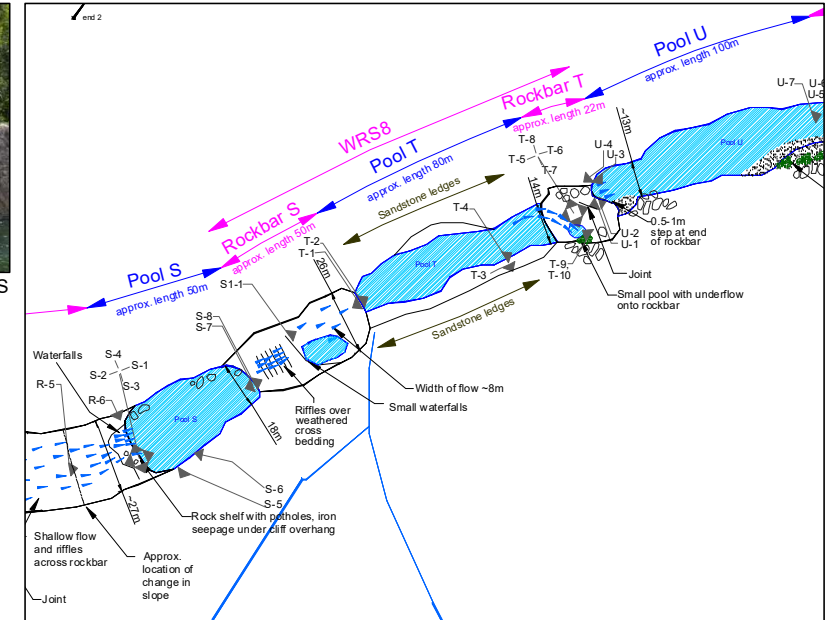 end 2
S
Pool U
approx. length 100m
Rockbar T
approx. length 22m
WRS8
Pool T
approx. length 80m
Sandstone ledges
Rockbar S
approx. length 50m
Pool S
approx. length 50m
U-7
U-6
U-5
Pool U
~13m
T-8
T-6
T-5
T-7
U-4
U-3
14m
T-4
0.5-1m
step at end
of rockbar
U-2
U-1
T-2
T-1
26m
Pool T
T-3
T-9,
T-10
Joint
Small pool with underflow
onto rockbar
S1-1
Sandstone ledges
S-8
S-7
Waterfalls
S-4
S-1
S-2
S-3
R-5
R-6
Width of flow ~8m
Small waterfalls
Riffles over
weathered
cross
bedding
Pool S
18m
S-6
S-5
~27m
Rock shelf with potholes, iron
seepage under cliff overhang
Shallow flow
and riffles
across rockbar
Approx.
location of
change in
slope
Joint